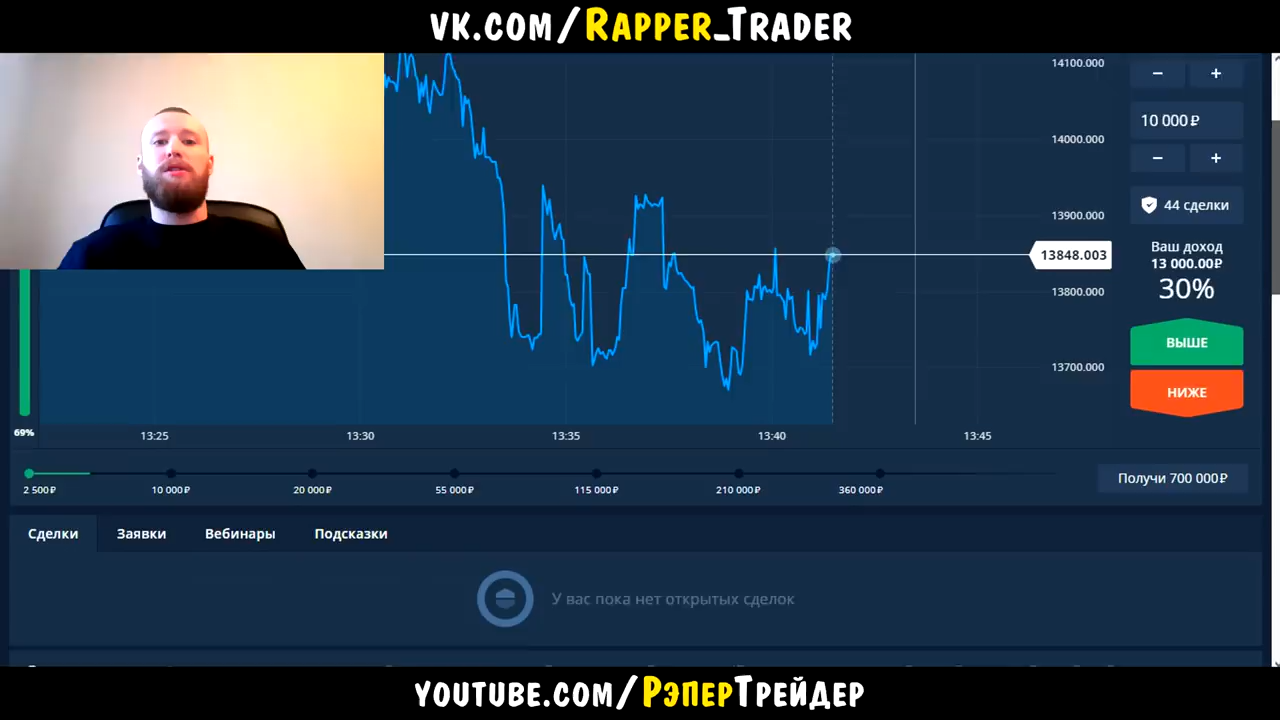 vk.com/Rapper_Trader
14100.000
14000.000
13900.000
13848.003
13800.000
13700.000
−
+
10 000 ₽
−
+
44 сделки
Ваш доход
13 000.00₽
30%
ВЫШЕ
НИЖЕ
69%
13:25
13:30
13:35
13:40
13:45
2 500₽
10 000₽
20 000₽
55 000₽
115 000₽
210 000₽
360 000₽
Получи 700 000₽
Сделки
Заявки
Вебинары
Подсказки
У вас пока нет открытых сделок
youtube.com/РэперТрейдер